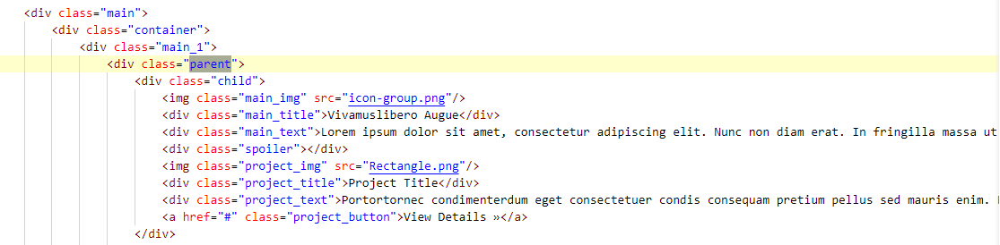 <div class="main">
<div class="container">
<div class="main_1">
<div class="parent">
<div class="child">
<img class="main_img" src="icon-group.png"/>
<div class="main_title">Vivamuslibero Augue</div>
<div class="main_text">Lorem ipsum dolor sit amet, consectetur adipiscing elit. Nunc non diam erat. In fringilla massa ut
<div class="spoiler"></div>
<img class="project_img" src="Rectangle.png"/>
<div class="project_title">Project Title</div>
<div class="project_text">Portortornec condimenterdum eget consectetuer condis consequam pretium pellus sed mauris enim.
<a href="#" class="project_button">View Details »</a>
</div>